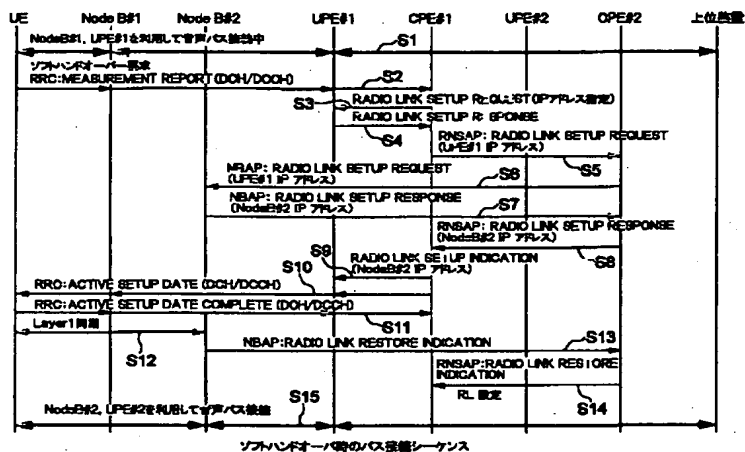 UE Node B#1 Node B#2 UPE#1 CPE#1 UPE#2 CPE#2 上位装置
NodeB#1, UPE#1を利用して音声パス接続中
S1
ソフトハンドオーバー要求
RRC:MEASUREMENT REPORT (DCH/DCCH)
S2
S3
RADIO LINK SETUP REQUEST(IPアドレス指定)
RADIO LINK SETUP RESPONSE
S4
RNSAP: RADIO LINK SETUP REQUEST
(UPE#1 IP アドレス)
S5
NBAP: RADIO LINK SETUP REQUEST
(UPE#1 IP アドレス)
S6
NBAP: RADIO LINK SETUP RESPONSE
(NodeB#2 IP アドレス)
S7
RNSAP: RADIO LINK SETUP RESPONSE
(NodeB#2 IP アドレス)
S8
S9
RADIO LINK SETUP INDICATION
(NodeB#2 IP アドレス)
S10
RRC:ACTIVE SETUP DATE (DCH/DCCH)
RRC:ACTIVE SETUP DATE COMPLETE (DCH/DCCH)
S11
Layer1同期
S12
NBAP:RADIO LINK RESTORE INDICATION
S13
RNSAP:RADIO LINK RESTORE
INDICATION
RL 設定
S14
S15
NodeB#2, UPE#2を利用して音声パス接続
ソフトハンドオーバ時のパス接続シーケンス